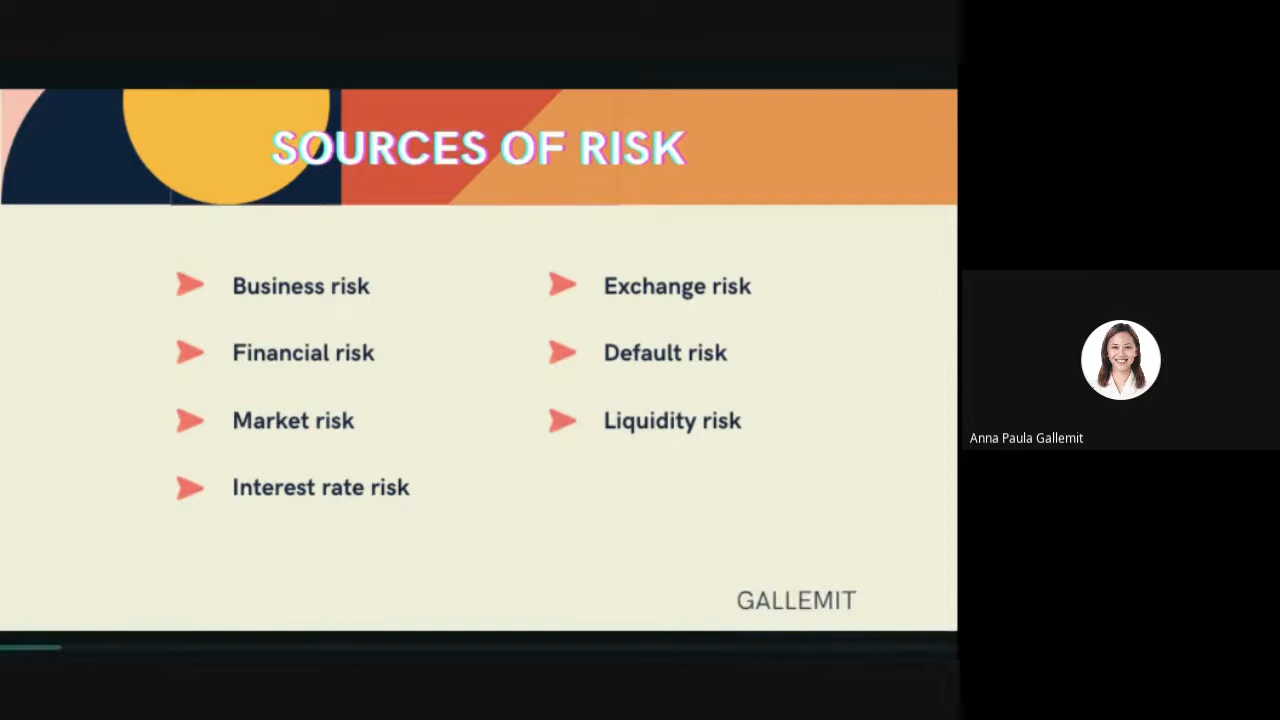 SOURCES OF RISK
Business risk
Financial risk
Market risk
Interest rate risk
Exchange risk
Default risk
Liquidity risk
GALLEMIT
Anna Paula Gallemit